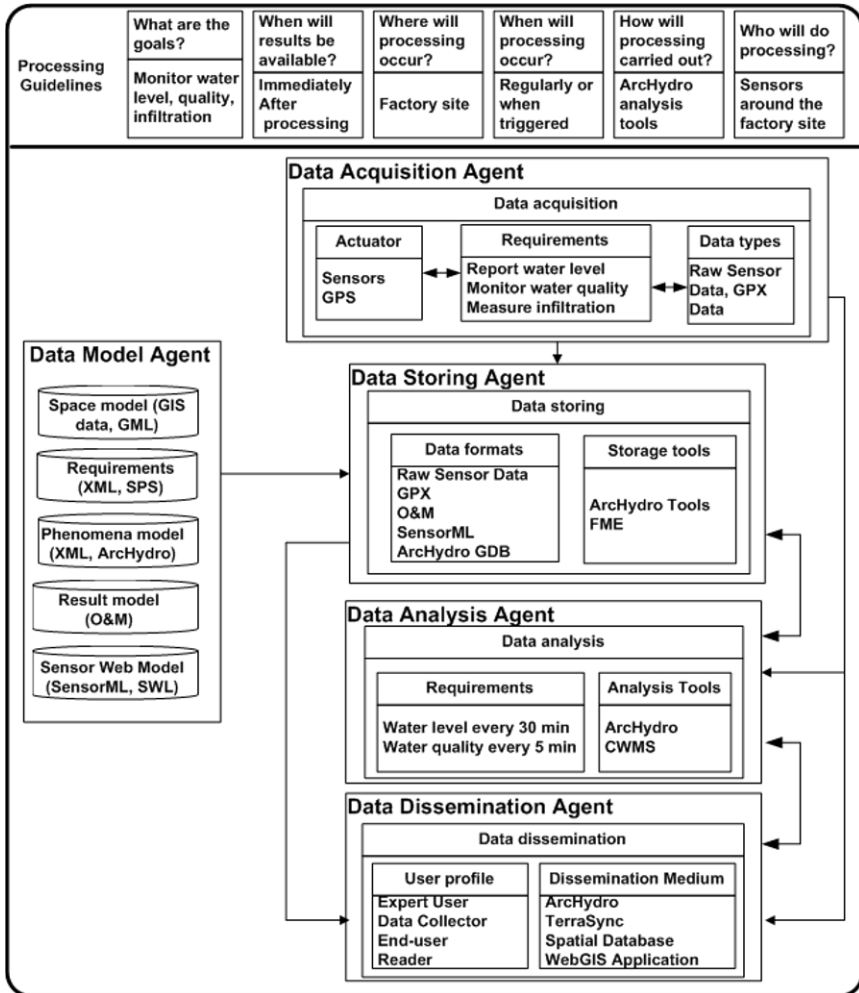 Processing
Guidelines
What are the
goals?
Monitor water
level, quality,
infiltration
When will
results be
available?
Immediately
After
processing
Where will
processing
occur?
Factory site
When will
processing
occur?
Regularly or
when
triggered
How will
processing
carried out?
ArcHydro
analysis
tools
Who will do
processing?
Sensors
around the
factory site
Data Acquisition Agent
Data acquisition
Actuator
Sensors
GPS
Requirements
Report water level
Monitor water quality
Measure infiltration
Data types
Raw Sensor
Data, GPX
Data
Data Model Agent
Space model (GIS
data, GML)
Requirements
(XML, SPS)
Phenomena model
(XML, ArcHydro)
Result model
(O&M)
Sensor Web Model
(SensorML, SWL)
Data Storing Agent
Data storing
Data formats
Raw Sensor Data
GPX
O&M
SensorML
ArcHydro GDB
Storage tools
ArcHydro Tools
FME
Data Analysis Agent
Data analysis
Requirements
Water level every 30 min
Water quality every 5 min
Analysis Tools
ArcHydro
CWMS
Data Dissemination Agent
Data dissemination
User profile
Expert User
Data Collector
End-user
Reader
Dissemination Medium
ArcHydro
TerraSync
Spatial Database
WebGIS Application